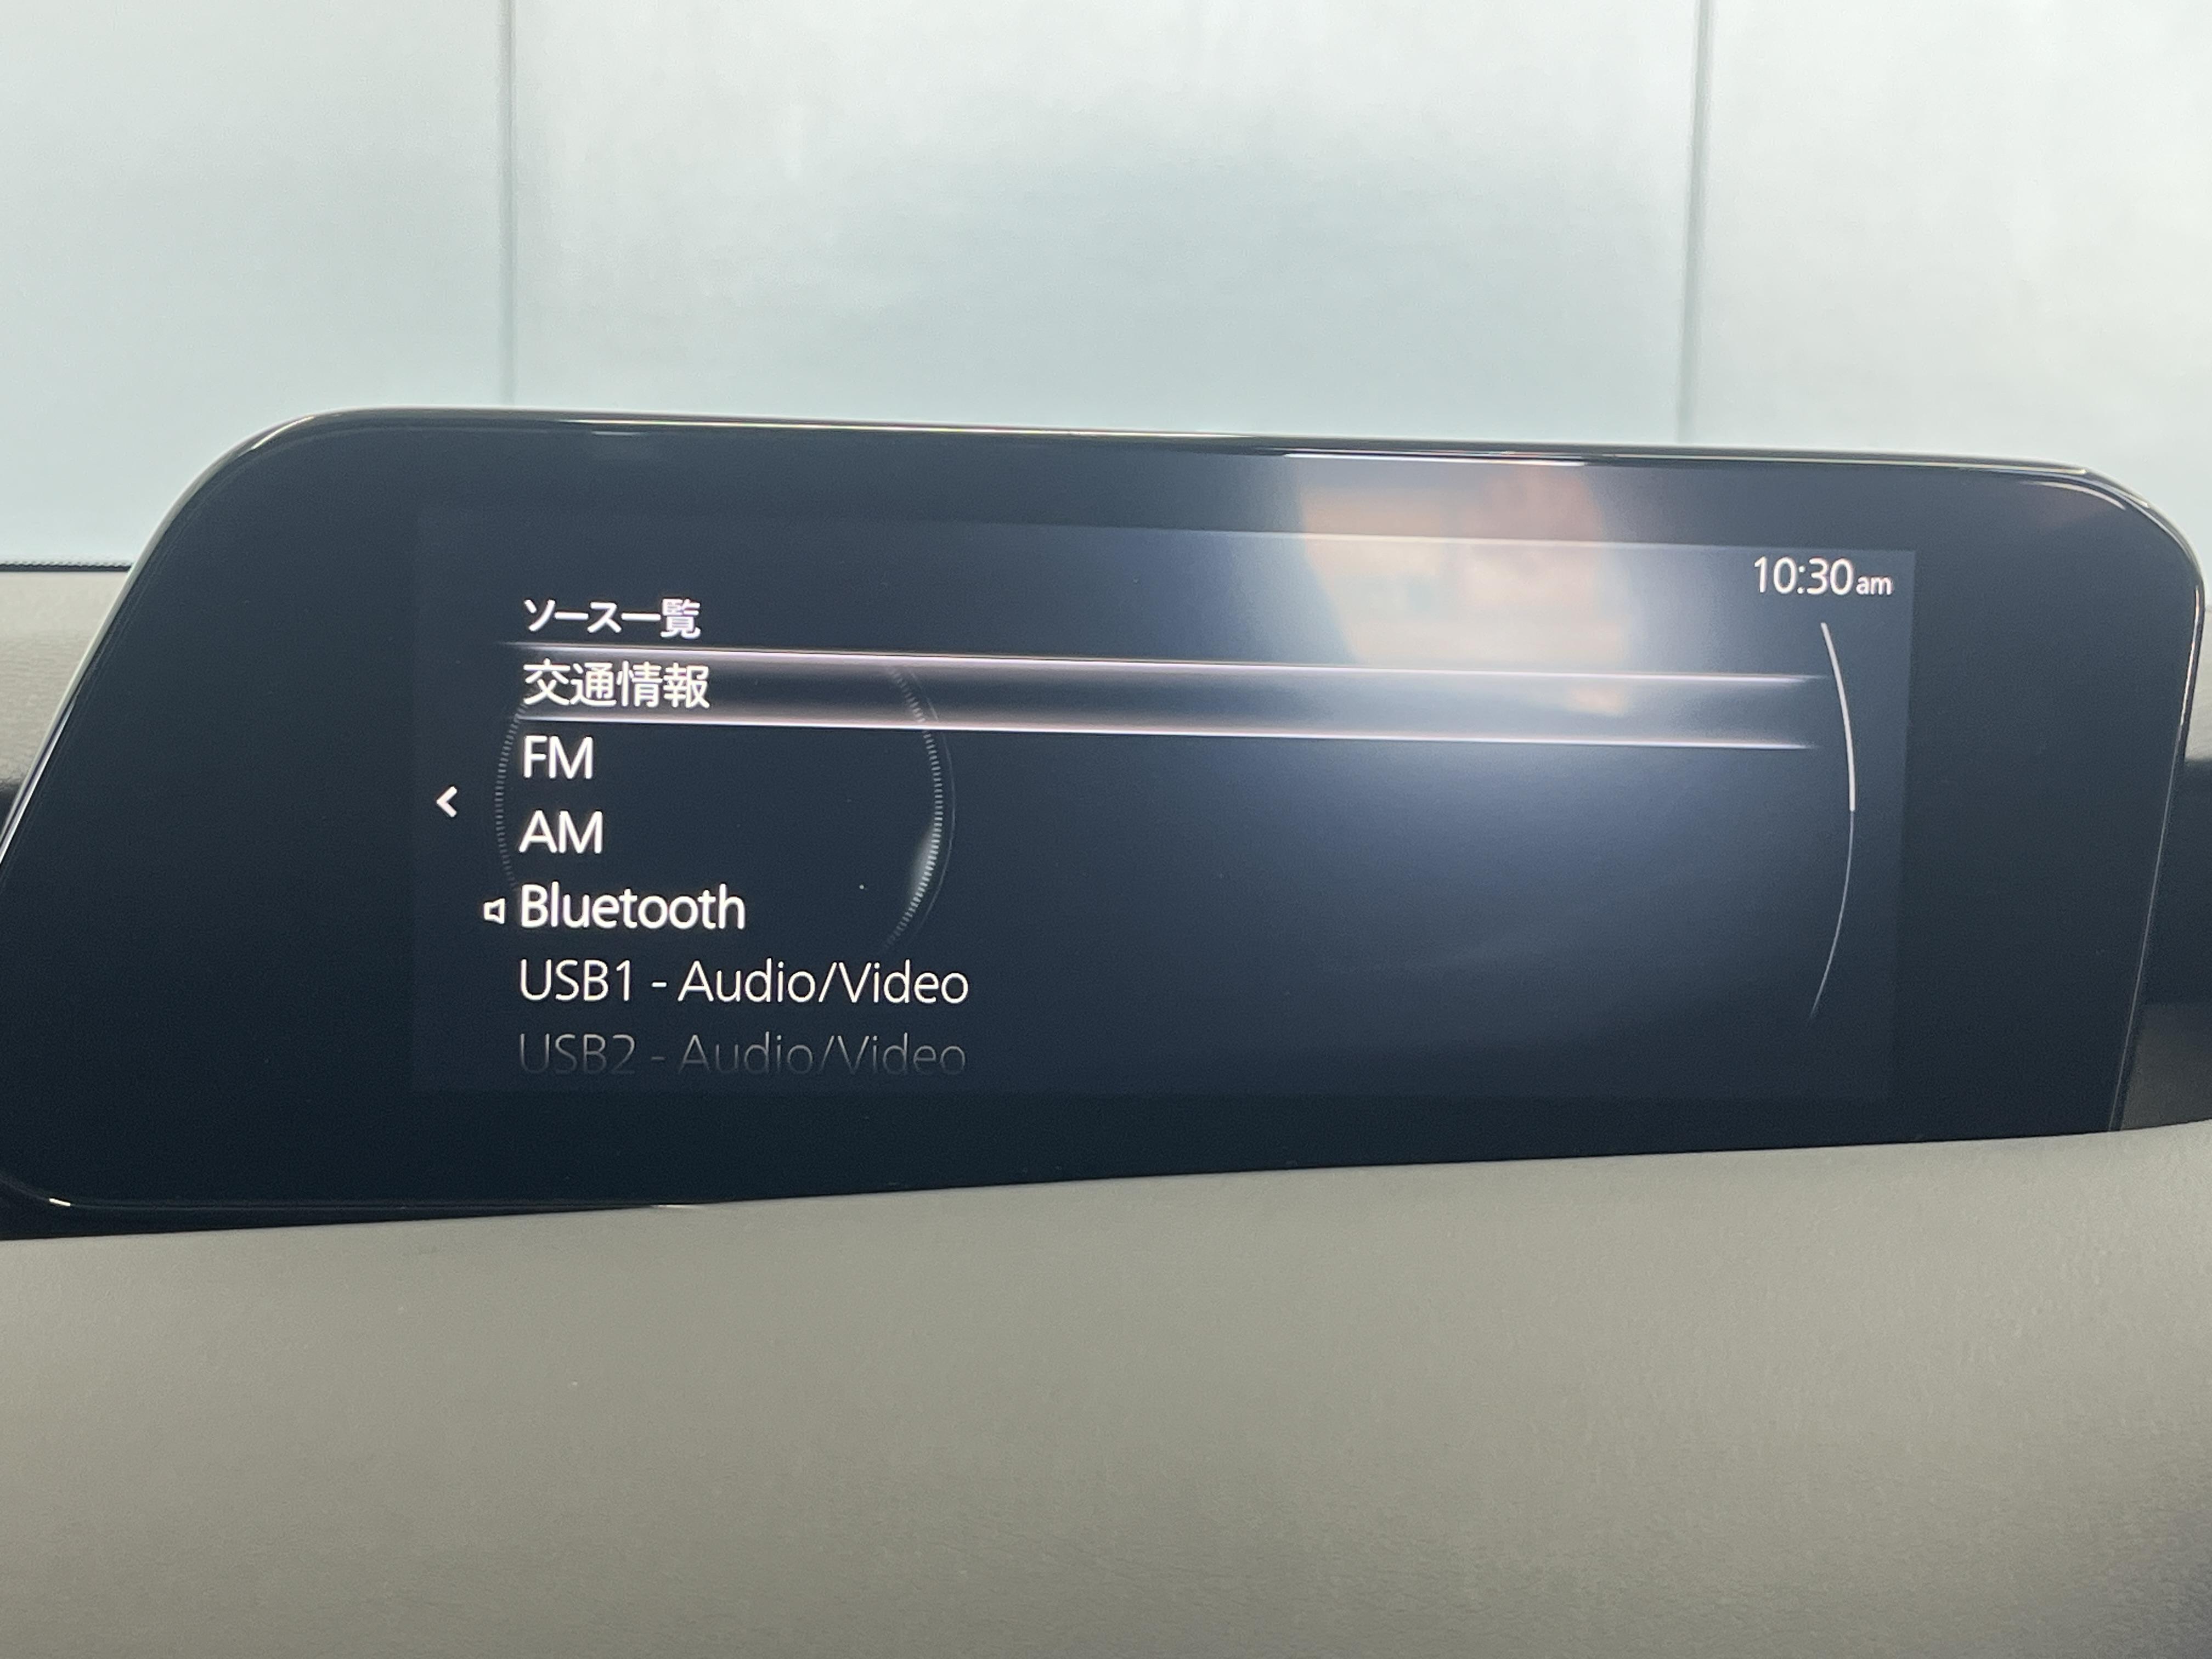 10:30am
ソース一覧
交通情報
FM
AM
Bluetooth
USB1 - Audio/Video
USB2 - Audio/Video